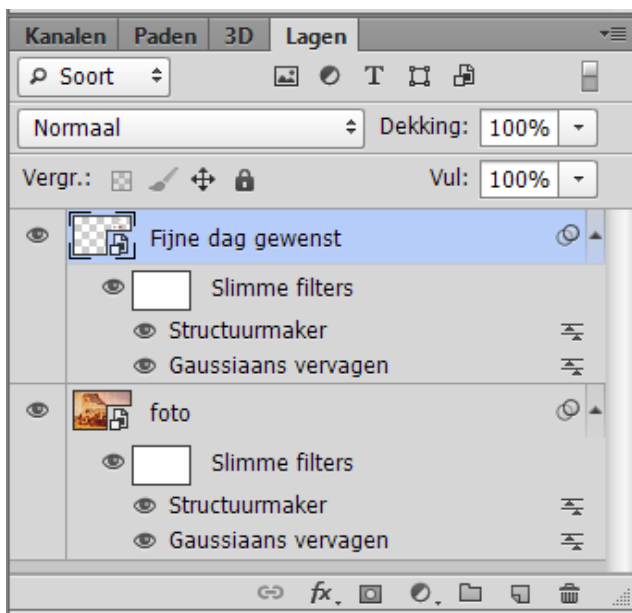 Kanalen Paden 3D Lagen
Soort T
Normaal Dekking: 100%
Vergr.: Vul: 100%
Fijne dag gewenst
Slimme filters
Structuurmaker
Gaussiaans vervagen
foto
Slimme filters
Structuurmaker
Gaussiaans vervagen
fx